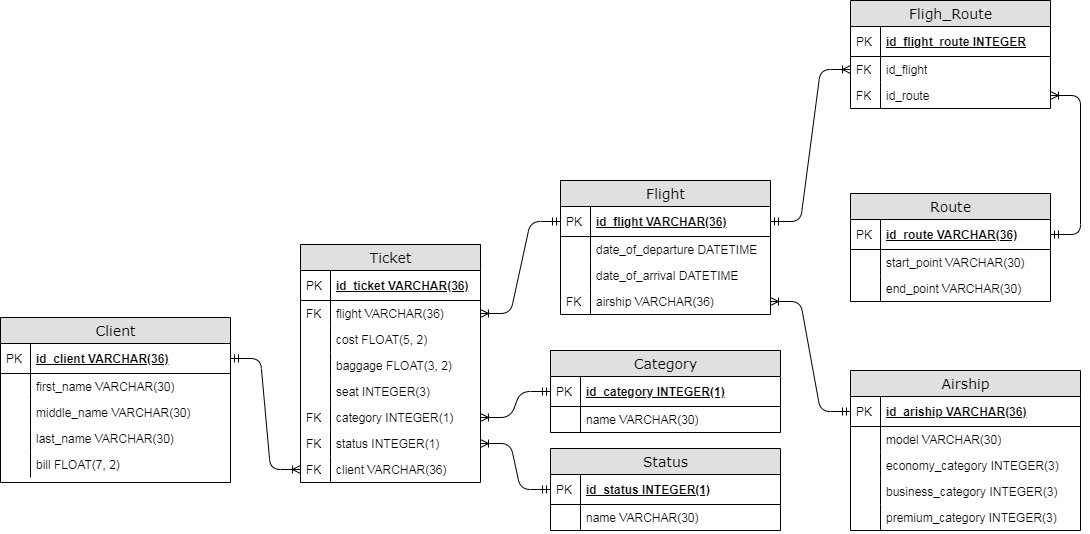 Fligh_Route
PK id_flight_route INTEGER
FK id_flight
FK id_route
Flight
PK id_flight VARCHAR(36)
date_of_departure DATETIME
date_of_arrival DATETIME
FK airship VARCHAR(36)
Route
PK id_route VARCHAR(36)
start_point VARCHAR(30)
end_point VARCHAR(30)
Ticket
PK id_ticket VARCHAR(36)
FK flight VARCHAR(36)
cost FLOAT(5, 2)
baggage FLOAT(3, 2)
seat INTEGER(3)
FK category INTEGER(1)
FK status INTEGER(1)
FK client VARCHAR(36)
Client
PK id_client VARCHAR(36)
first_name VARCHAR(30)
middle_name VARCHAR(30)
last_name VARCHAR(30)
bill FLOAT(7, 2)
Category
PK id_category INTEGER(1)
name VARCHAR(30)
Status
PK id_status INTEGER(1)
name VARCHAR(30)
Airship
PK id_ariship VARCHAR(36)
model VARCHAR(30)
economy_category INTEGER(3)
business_category INTEGER(3)
premium_category INTEGER(3)